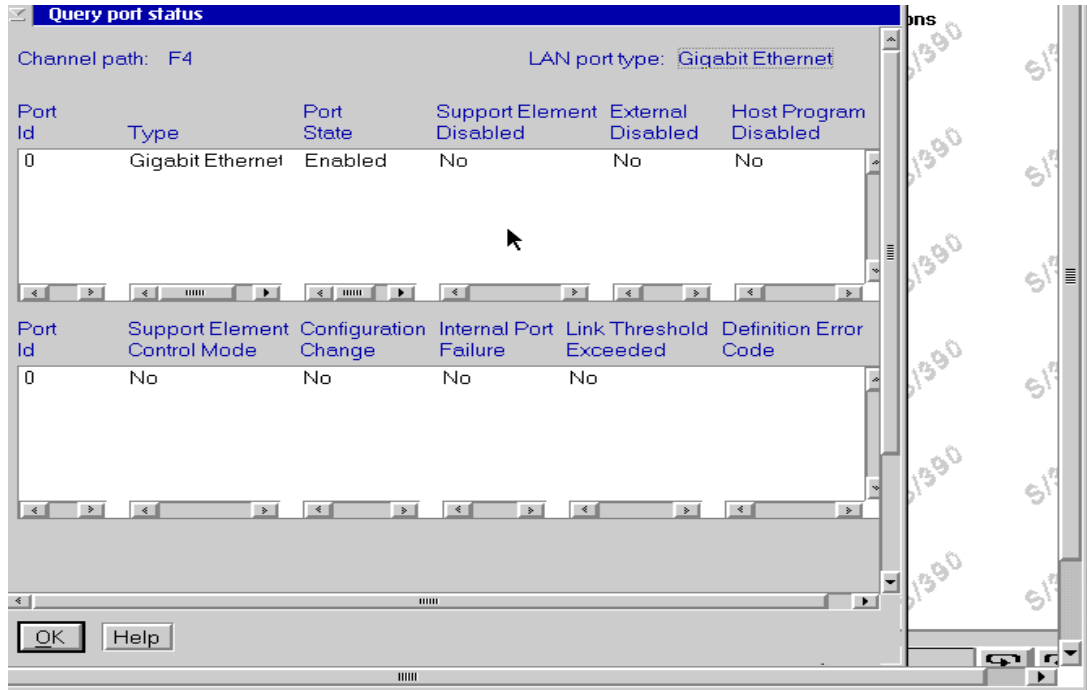 Query port status
ons
Channel path: F4 LAN port type: Gigabit Ethernet
Port Port Support Element External Host Program
Id Type State Disabled Disabled Disabled
0 Gigabit Ethernet Enabled No No No
Port Support Element Configuration Internal Port Link Threshold Definition Error
Id Control Mode Change Failure Exceeded Code
0 No No No No
OK Help
S/390
S/390
S/390
S/390
S/390
S/390